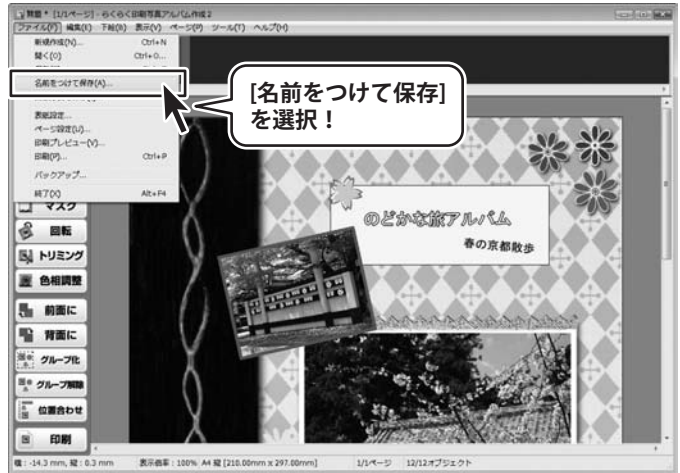 無題 * [1/1ページ] - らくらく印刷写真アルバム作成2
ファイル(F) 編集(E) 下絵(B) 表示(V) ページ(P) ツール(T) ヘルプ(H)
新規作成(N)... Ctrl+N
開く(O) Ctrl+O...
名前をつけて保存(A)...
表紙設定...
ページ設定(U)...
印刷プレビュー(V)...
印刷(P)... Ctrl+P
バックアップ...
終了(X) Alt+F4
[名前をつけて保存]
を選択！
マスク
回転
トリミング
色相調整
前面に
背面に
グループ化
グループ解除
位置合わせ
印刷
のどかな旅アルバム
春の京都散歩
横 : -14.3 mm, 縦 : 0.3 mm 表示倍率 : 100% A4 縦 [210.00mm x 297.00mm] 1/1ページ 12/12オブジェクト